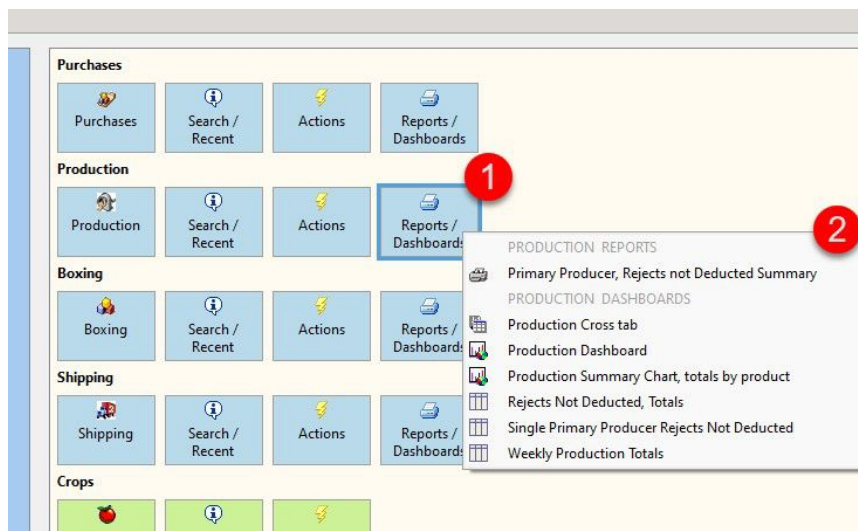 Purchases
Purchases
Search /
Recent
Actions
Reports /
Dashboards
Production
1
Production
Search /
Recent
Actions
Reports /
Dashboards
2
PRODUCTION REPORTS
Primary Producer, Rejects not Deducted Summary
PRODUCTION DASHBOARDS
Production Cross tab
Production Dashboard
Production Summary Chart, totals by product
Rejects Not Deducted, Totals
Single Primary Producer Rejects Not Deducted
Weekly Production Totals
Boxing
Boxing
Search /
Recent
Actions
Reports /
Dashboards
Shipping
Shipping
Search /
Recent
Actions
Reports /
Dashboards
Crops